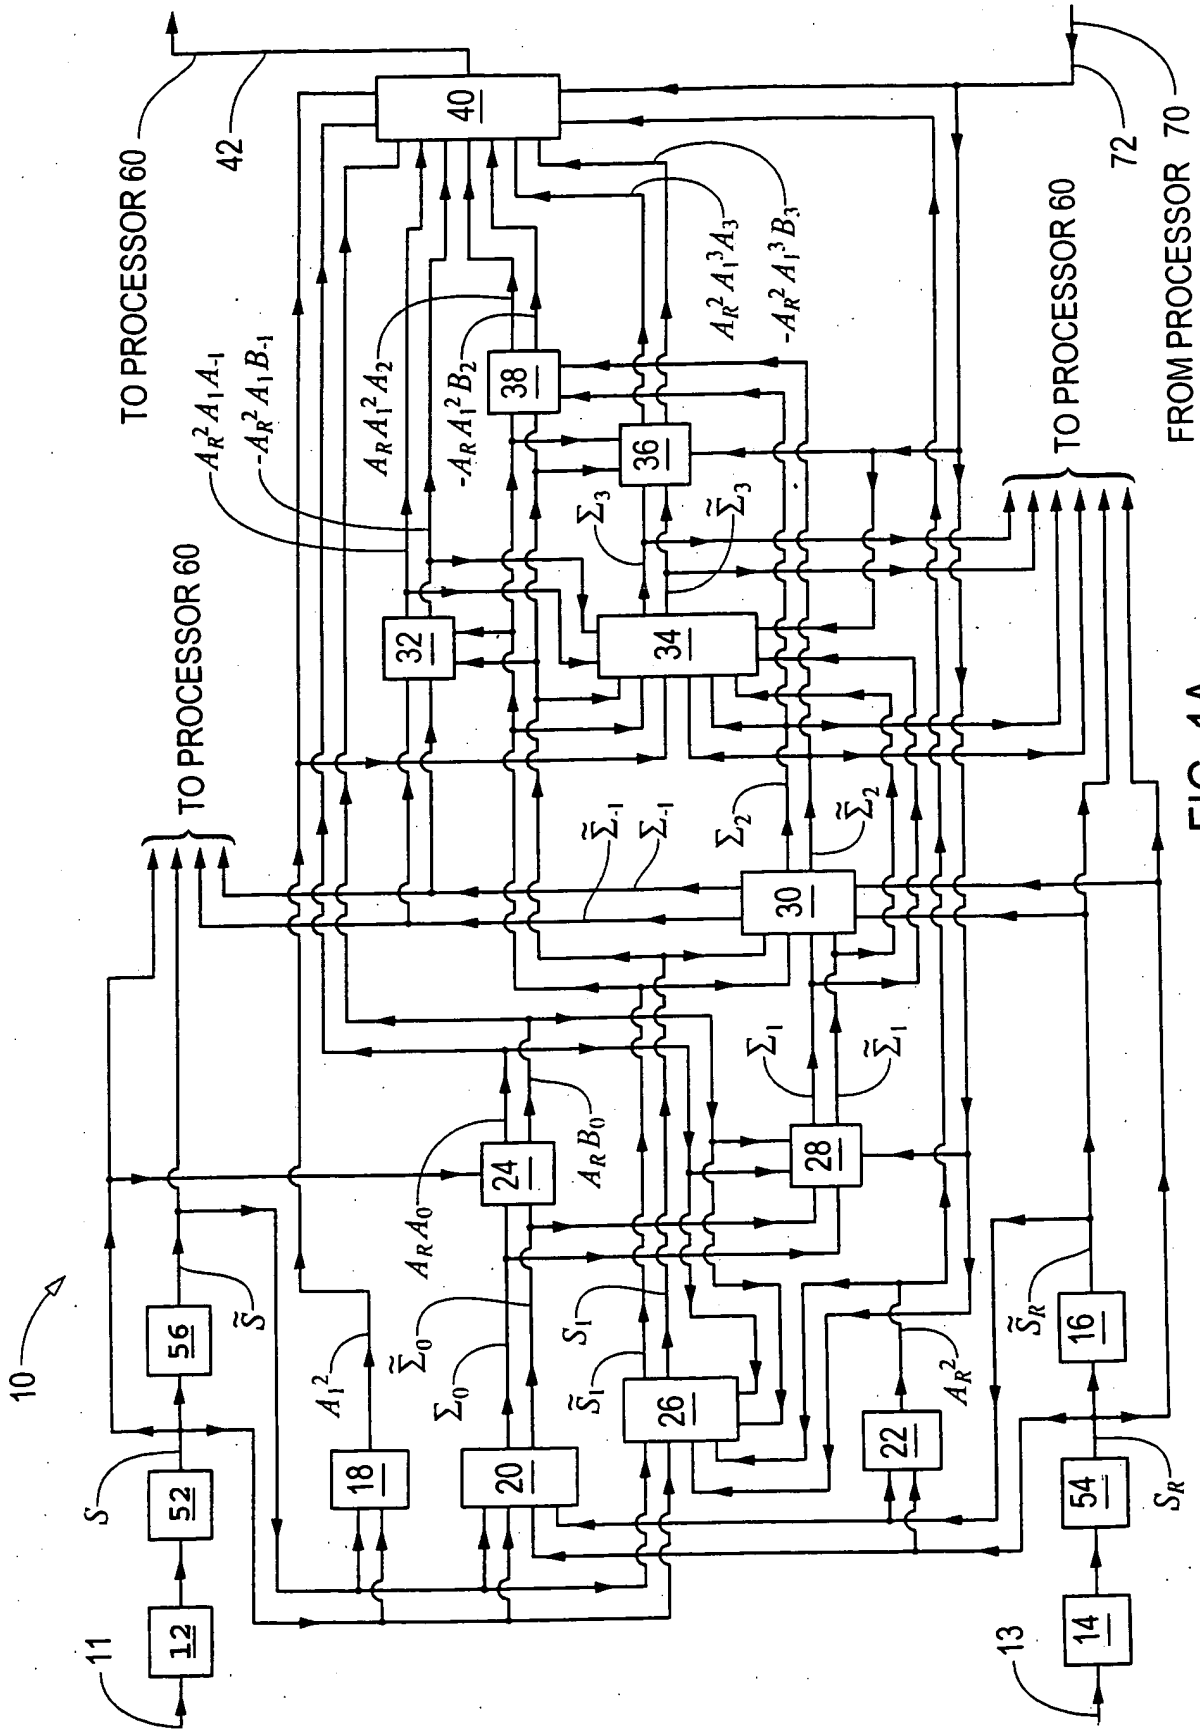 10
11
12
52
S
56
S̃
TO PROCESSOR 60
18
A₁²
20
Σ₀
Σ̃₀
24
A_R A₀
A_R B₀
26
S̃₁
S₁
22
A_R²
28
Σ₁
Σ̃₁
30
Σ̃₋₁
Σ₋₁
Σ₂
Σ̃₂
32
A_R² A₁ A₋₁
-A_R² A₁ B₋₁
34
Σ₃
Σ̃₃
36
38
A_R A₁² A₂
-A_R A₁² B₂
A_R² A₁³ A₃
-A_R² A₁³ B₃
40
42
TO PROCESSOR 60
13
14
54
S_R
16
S̃_R
TO PROCESSOR 60
72
FROM PROCESSOR 70